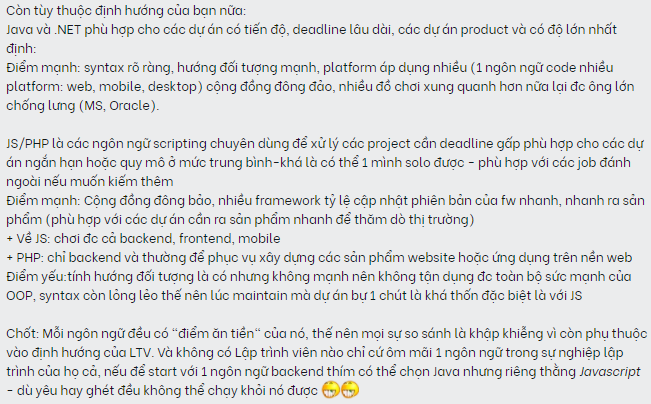 Còn tùy thuộc định hướng của bạn nữa:
Java và .NET phù hợp cho các dự án có tiến độ, deadline lâu dài, các dự án product và có độ lớn nhất
định:
Điểm mạnh: syntax rõ ràng, hướng đối tượng mạnh, platform áp dụng nhiều (1 ngôn ngữ code nhiều
platform: web, mobile, desktop) cộng đồng đông đảo, nhiều đồ chơi xung quanh hơn nữa lại đc ông lớn
chống lưng (MS, Oracle).
JS/PHP là các ngôn ngữ scripting chuyên dùng để xử lý các project cần deadline gấp phù hợp cho các dự
án ngắn hạn hoặc quy mô ở mức trung bình-khá là có thể 1 mình solo được - phù hợp với các job đánh
ngoài nếu muốn kiếm thêm
Điểm mạnh: Cộng đồng đông bảo, nhiều framework tỷ lệ cập nhật phiên bản của fw nhanh, nhanh ra sản
phẩm (phù hợp với các dự án cần ra sản phẩm nhanh để thăm dò thị trường)
+ Về JS: chơi đc cả backend, frontend, mobile
+ PHP: chỉ backend và thường để phục vụ xây dựng các sản phẩm website hoặc ứng dụng trên nền web
Điểm yếu:tính hướng đối tượng là có nhưng không mạnh nên không tận dụng đc toàn bộ sức mạnh của
OOP, syntax còn lỏng lẻo thế nên lúc maintain mà dự án bự 1 chút là khá thốn đặc biệt là với JS
Chốt: Mỗi ngôn ngữ đều có "điểm ăn tiền" của nó, thế nên mọi sự so sánh là khập khiễng vì còn phụ thuộc
vào định hướng của LTV. Và không có Lập trình viên nào chỉ cứ ôm mãi 1 ngôn ngữ trong sự nghiệp lập
trình của họ cả, nếu để start với 1 ngôn ngữ backend thím có thể chọn Java nhưng riêng thằng Javascript
- dù yêu hay ghét đều không thể chạy khỏi nó được